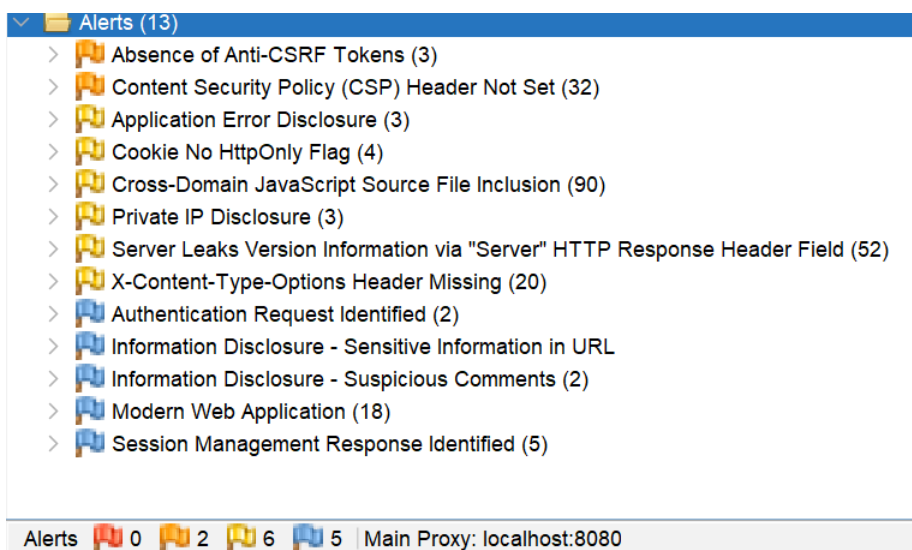 Alerts (13)
Absence of Anti-CSRF Tokens (3)
Content Security Policy (CSP) Header Not Set (32)
Application Error Disclosure (3)
Cookie No HttpOnly Flag (4)
Cross-Domain JavaScript Source File Inclusion (90)
Private IP Disclosure (3)
Server Leaks Version Information via "Server" HTTP Response Header Field (52)
X-Content-Type-Options Header Missing (20)
Authentication Request Identified (2)
Information Disclosure - Sensitive Information in URL
Information Disclosure - Suspicious Comments (2)
Modern Web Application (18)
Session Management Response Identified (5)
Alerts 0 2 6 5 Main Proxy: localhost:8080